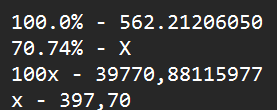 100.0% - 562.21206050
70.74% - X
100x - 39770,88115977
x - 397,70